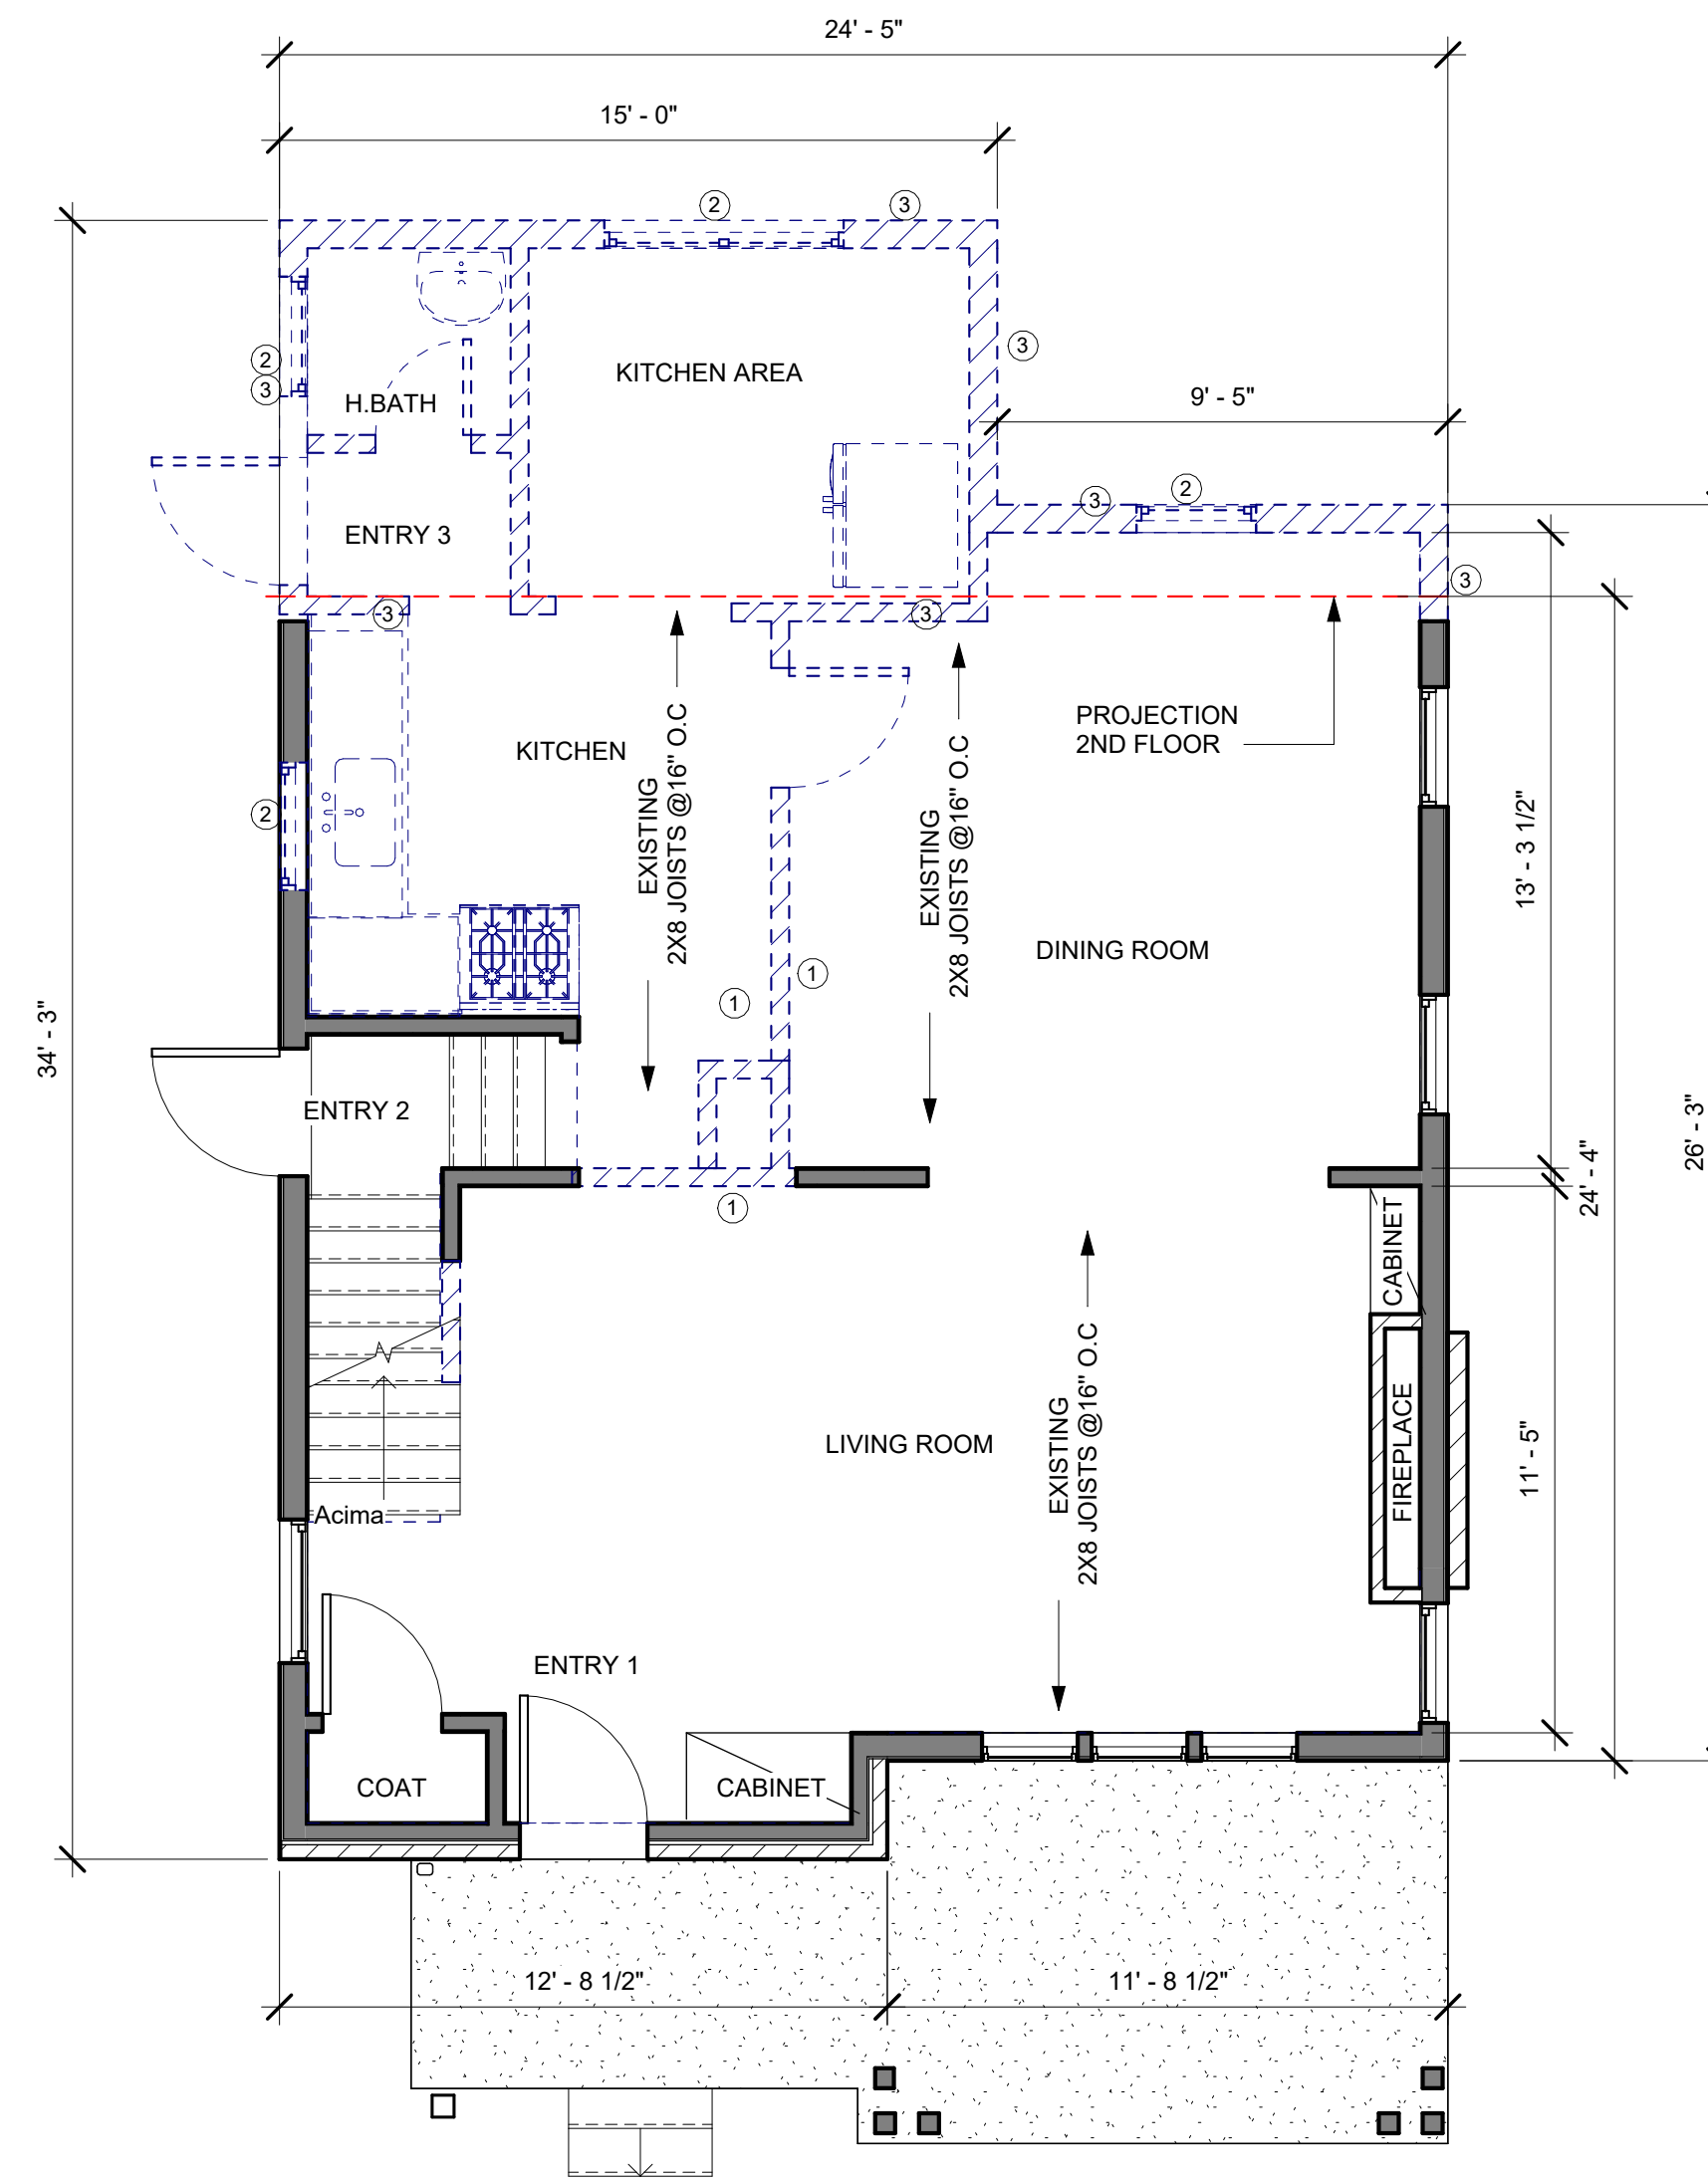 24' - 5"
15' - 0"
2
3
2
3
H.BATH
KITCHEN AREA
3
9' - 5"
3
2
ENTRY 3
3
3
3
PROJECTION
2ND FLOOR
KITCHEN
EXISTING
2X8 JOISTS @16" O.C
EXISTING
2X8 JOISTS @16" O.C
2
13' - 3 1/2"
DINING ROOM
1
1
34' - 3"
ENTRY 2
1
24' - 4"
26' - 3"
CABINET
EXISTING
2X8 JOISTS @16" O.C
LIVING ROOM
FIREPLACE
11' - 5"
Acima
ENTRY 1
COAT
CABINET
12' - 8 1/2"
11' - 8 1/2"